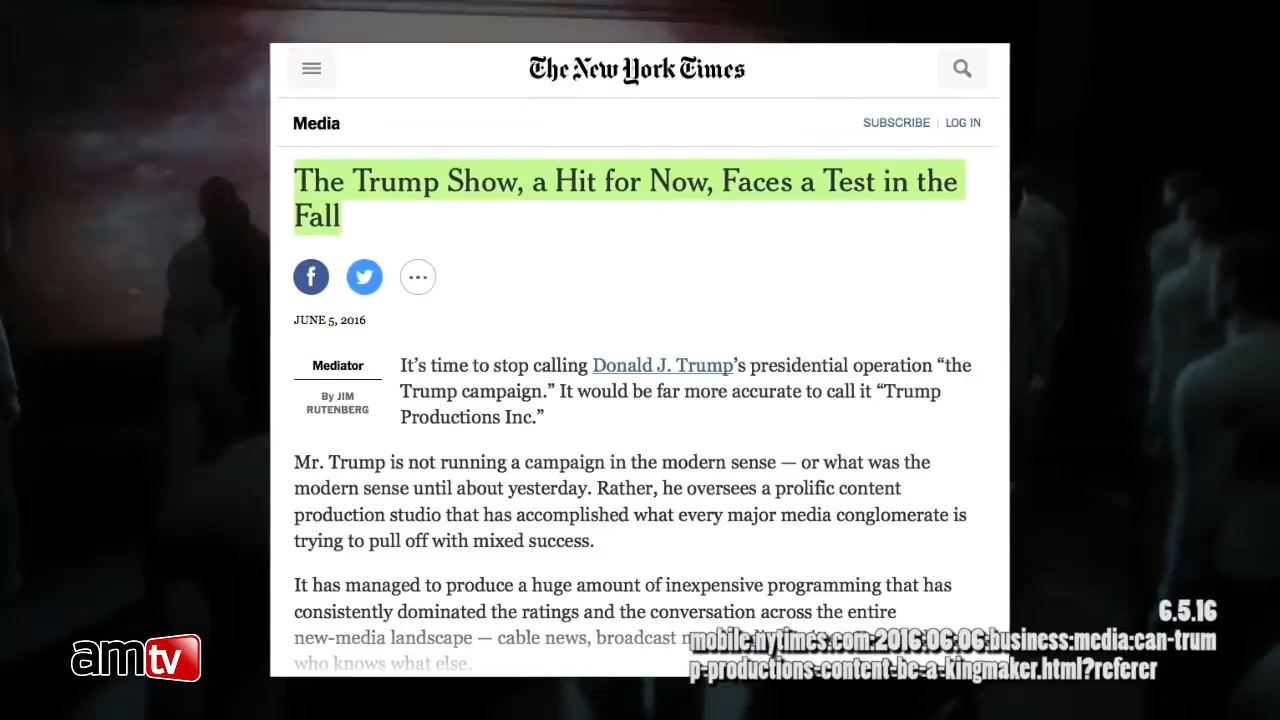 The New York Times
Media
SUBSCRIBE | LOG IN
The Trump Show, a Hit for Now, Faces a Test in the
Fall
f
JUNE 5, 2016
Mediator
By JIM
RUTENBERG
It’s time to stop calling Donald J. Trump’s presidential operation “the
Trump campaign.” It would be far more accurate to call it “Trump
Productions Inc.”
Mr. Trump is not running a campaign in the modern sense — or what was the
modern sense until about yesterday. Rather, he oversees a prolific content
production studio that has accomplished what every major media conglomerate is
trying to pull off with mixed success.
It has managed to produce a huge amount of inexpensive programming that has
consistently dominated the ratings and the conversation across the entire
new-media landscape — cable news, broadcast
who knows what else.
6.5.16
mobile:nytimes.com:2016:06:06:business:media:can-trum
p-productions-content-be-a-kingmaker.html?referer
amtv